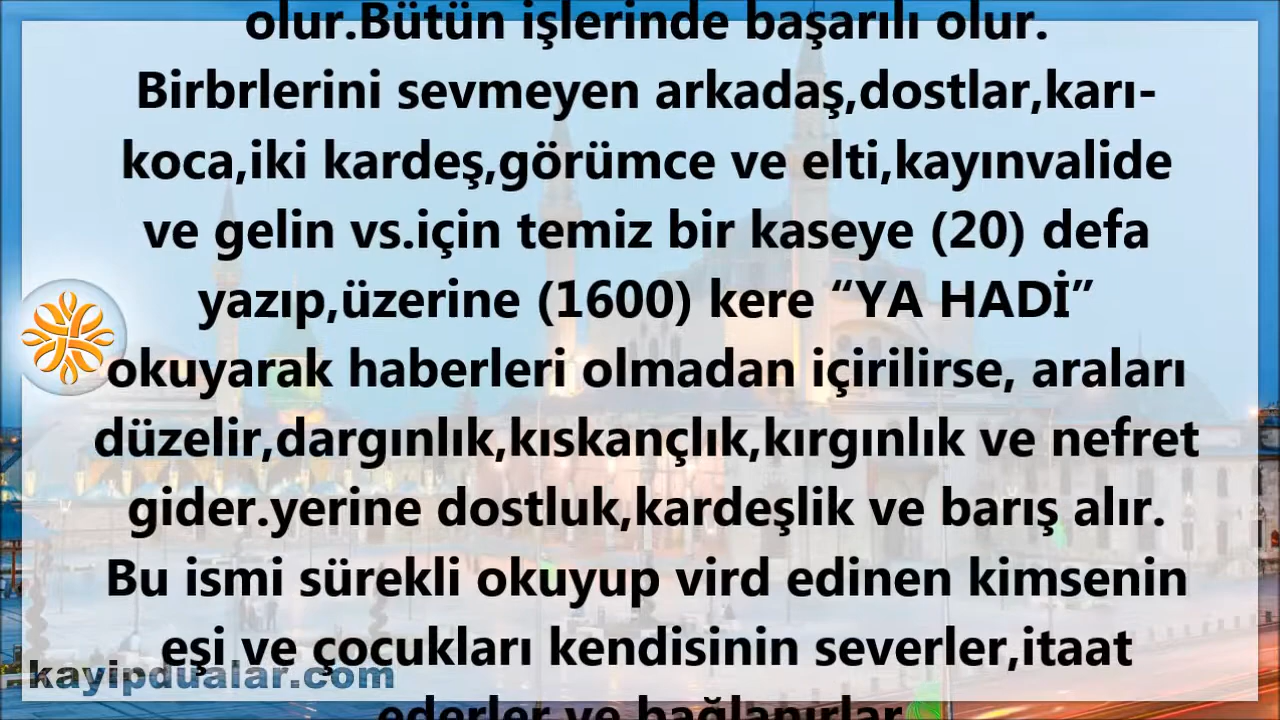 olur.Bütün işlerinde başarılı olur.
Birbrlerini sevmeyen arkadaş,dostlar,karı-
koca,iki kardeş,görümce ve elti,kayınvalide
ve gelin vs.için temiz bir kaseye (20) defa
yazıp,üzerine (1600) kere “YA HADİ”
okuyarak haberleri olmadan içirilirse, araları
düzelir,dargınlık,kıskançlık,kırgınlık ve nefret
gider.yerine dostluk,kardeşlik ve barış alır.
Bu ismi sürekli okuyup vird edinen kimsenin
eşi ve çocukları kendisinin severler,itaat
ederler ve bağlanırlar
kayipdualar.com